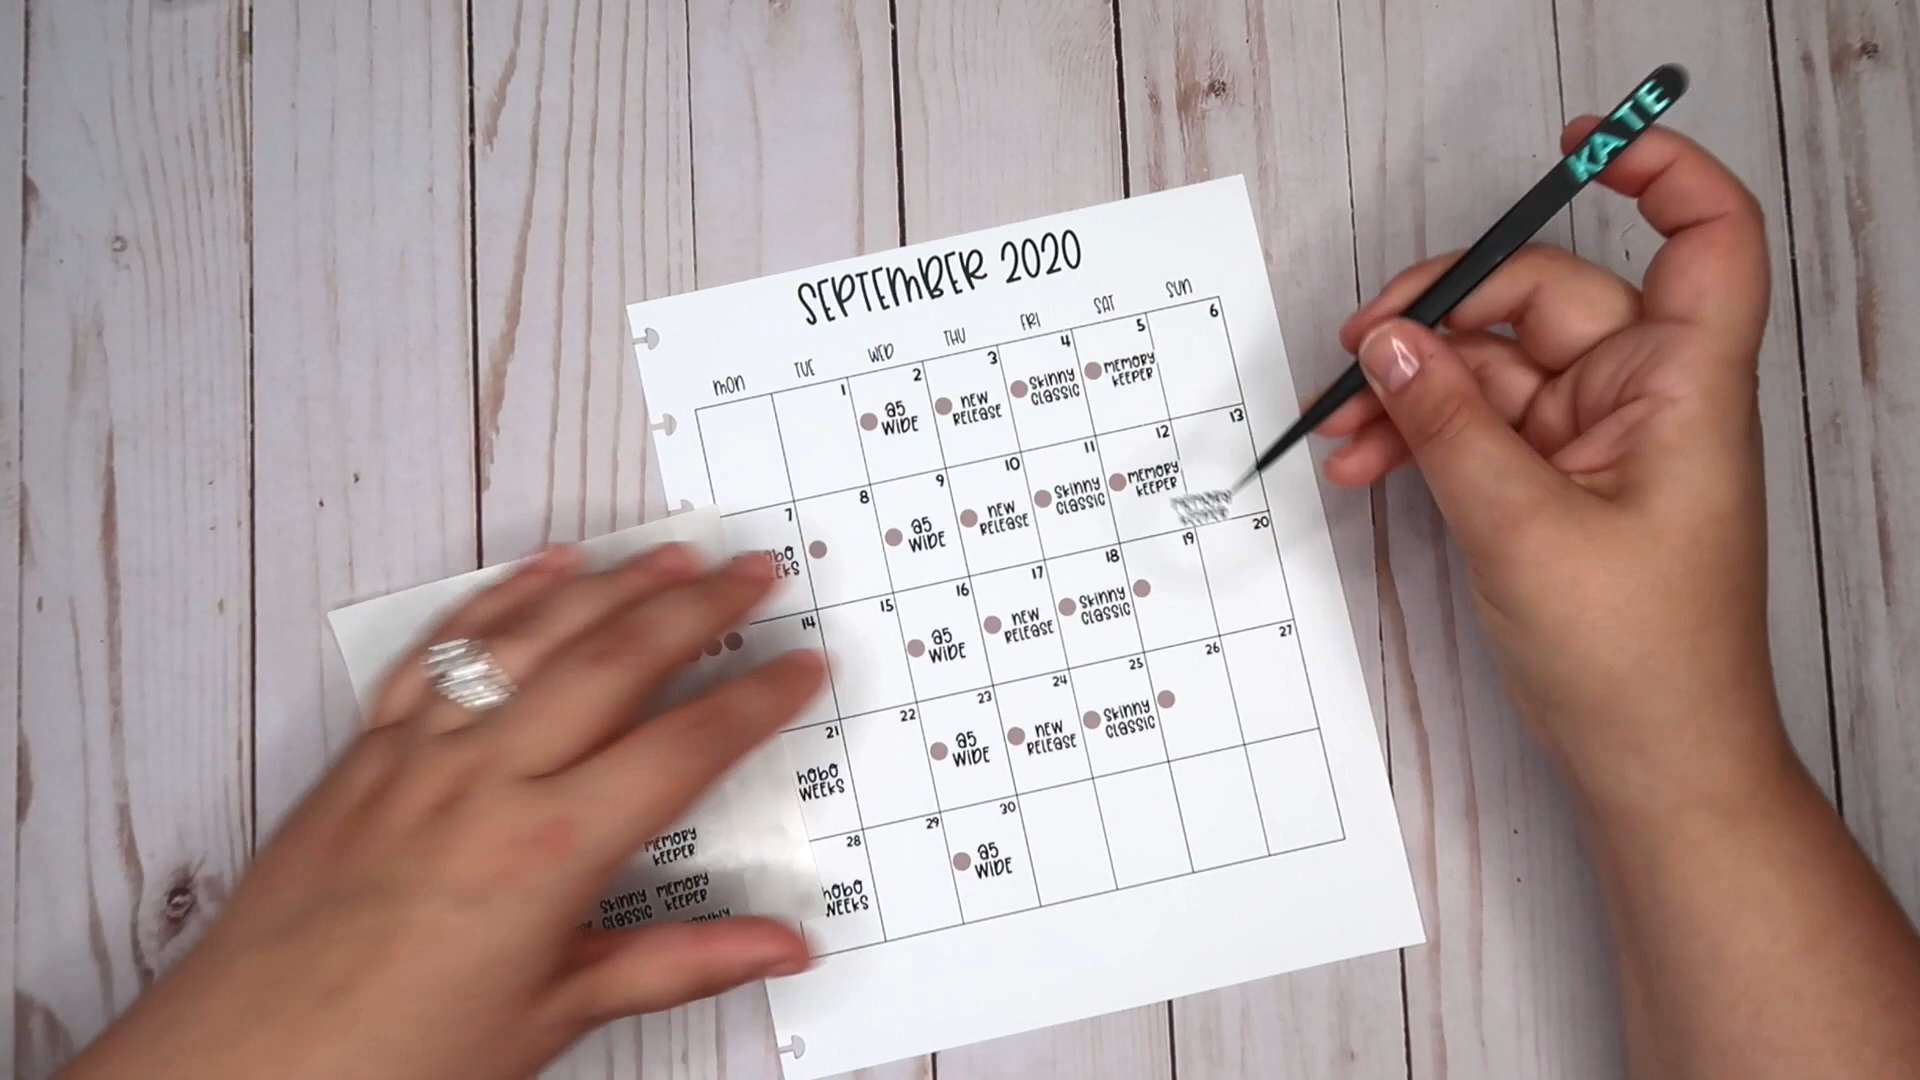 KATE
SEPTEMBER 2020
MON TUE WED THU FRI SAT SUN
1 2 3 4 5 6
a5 WIDE
NEW RELEASE
SKINNY CLASSIC
MEMORY KEEPER
7 8 9 10 11 12 13
a5 WIDE
NEW RELEASE
SKINNY CLASSIC
MEMORY KEEPER
14 15 16 17 18 19 20
a5 WIDE
NEW RELEASE
SKINNY CLASSIC
21 22 23 24 25 26 27
hobo WEEKS
a5 WIDE
NEW RELEASE
SKINNY CLASSIC
28 29 30
hobo WEEKS
a5 WIDE
MEMORY
KEEPER
SKINNY MEMORY
CLASSIC KEEPER